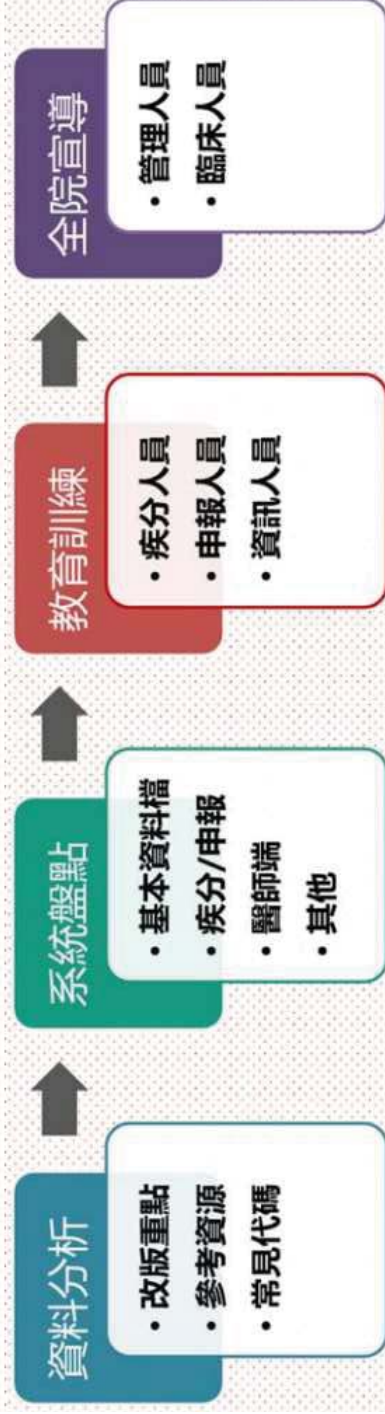 資料分析
• 改版重點
• 參考資源
• 常見代碼
系統盤點
• 基本資料檔
• 疾分/申報
• 醫師端
• 其他
教育訓練
• 疾分人員
• 申報人員
• 資訊人員
全院宣導
• 管理人員
• 臨床人員